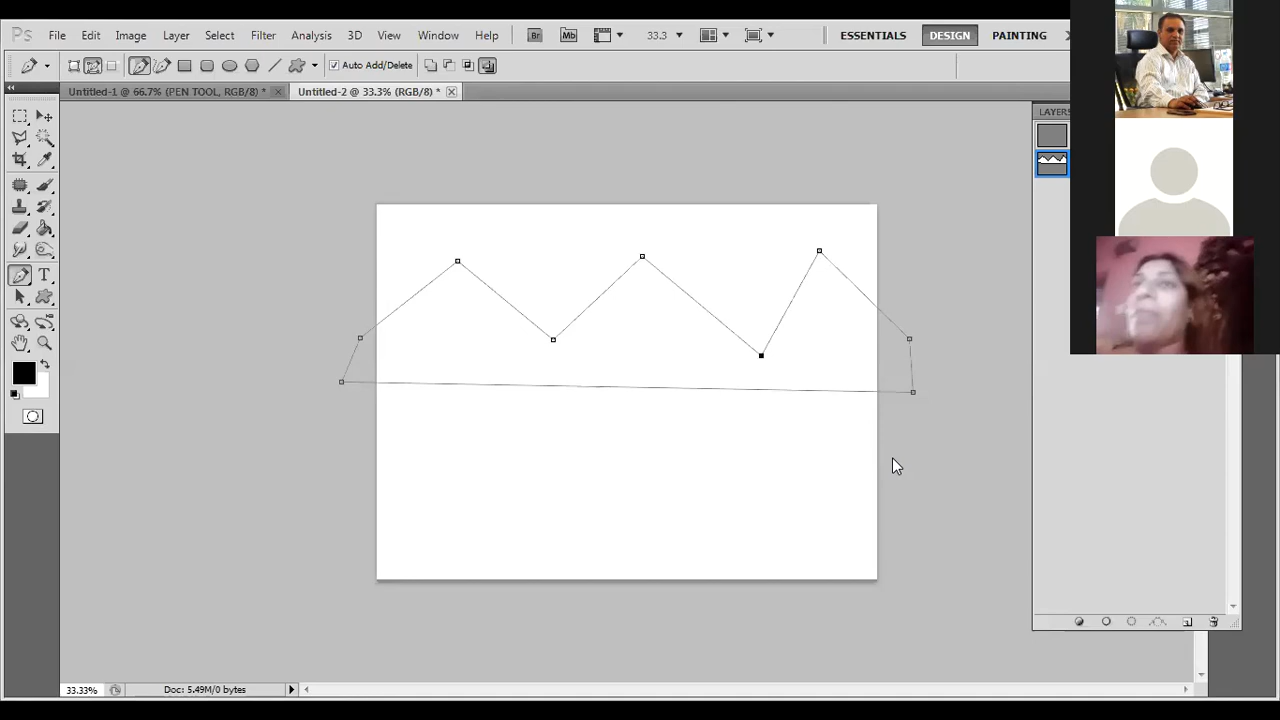 Ps File Edit Image Layer Select Filter Analysis 3D View Window Help Br Mb 33.3 ESSENTIALS DESIGN PAINTING
Auto Add/Delete
Untitled-1 @ 66.7% (PEN TOOL, RGB/8) * Untitled-2 @ 33.3% (RGB/8) *
LAYERS
T
33.33% Doc: 5.49M/0 bytes